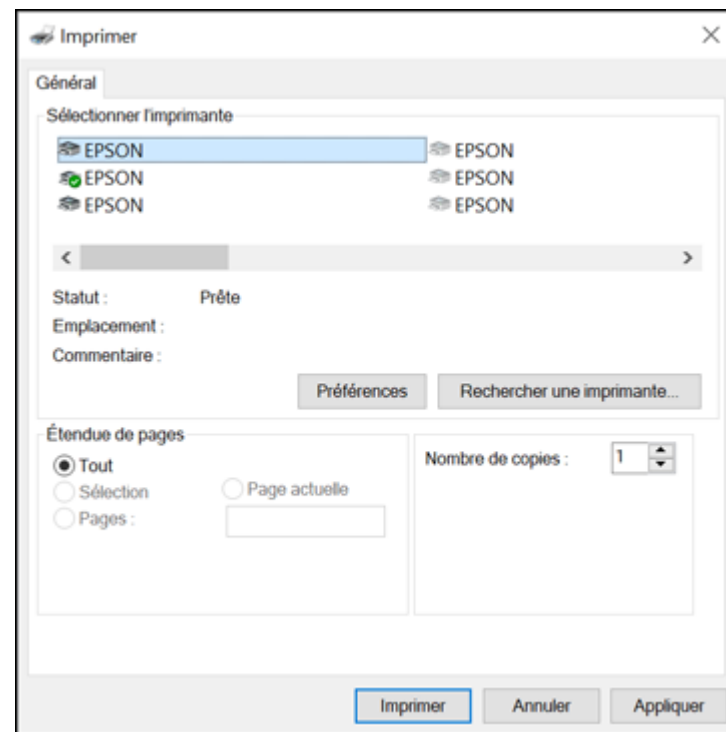 Imprimer
Général
Sélectionner l'imprimante
EPSON EPSON
EPSON EPSON
EPSON EPSON
Statut : Prête
Emplacement :
Commentaire :
Préférences Rechercher une imprimante...
Étendue de pages
Tout
Sélection Page actuelle
Pages :
Nombre de copies : 1
Imprimer Annuler Appliquer